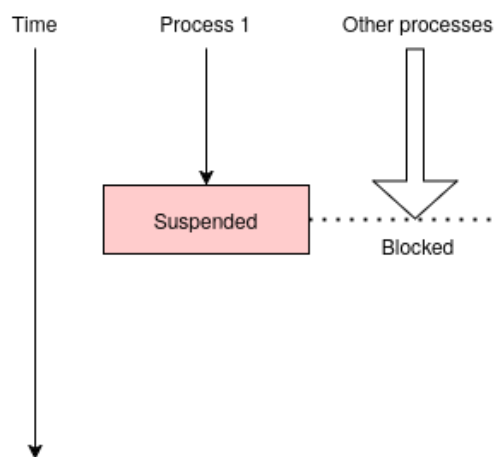 Time
Process 1
Other processes
Suspended
Blocked